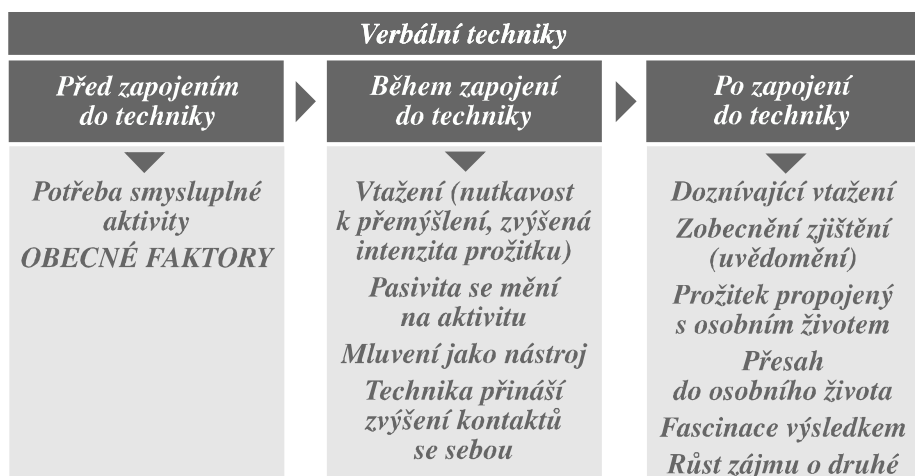 Verbální techniky
Před zapojením
do techniky
Potřeba smysluplné
aktivity
OBECNÉ FAKTORY
Během zapojení
do techniky
Vtažení (nutkavost
k přemýšlení, zvýšená
intenzita prožitku)
Pasivita se mění
na aktivitu
Mluvení jako nástroj
Technika přináší
zvýšení kontaktů
se sebou
Po zapojení
do techniky
Doznívající vtažení
Zobecnění zjištění
(uvědomění)
Prožitek propojený
s osobním životem
Přesah
do osobního života
Fascinace výsledkem
Růst zájmu o druhé